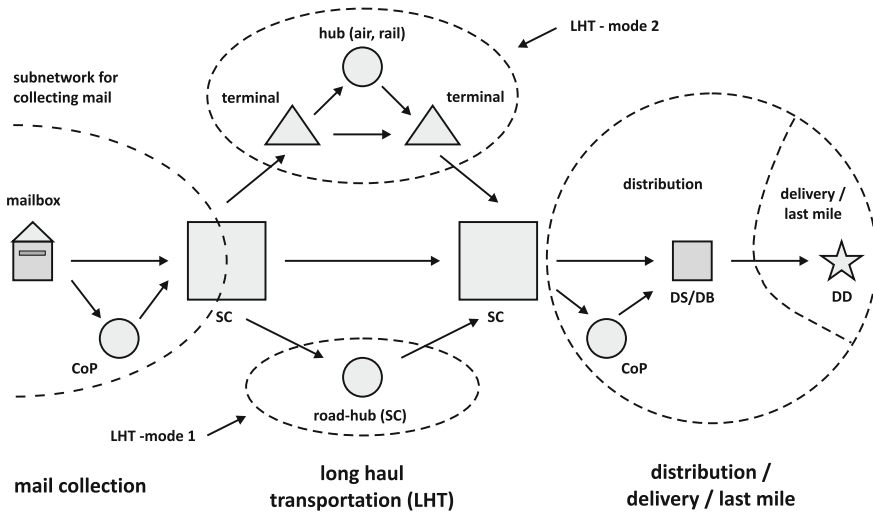 hub (air, rail)
LHT - mode 2
subnetwork for
collecting mail
terminal
terminal
mailbox
distribution
delivery /
last mile
SC
SC
DS/DB
DD
CoP
CoP
road-hub (SC)
LHT -mode 1
mail collection
long haul
transportation (LHT)
distribution /
delivery / last mile